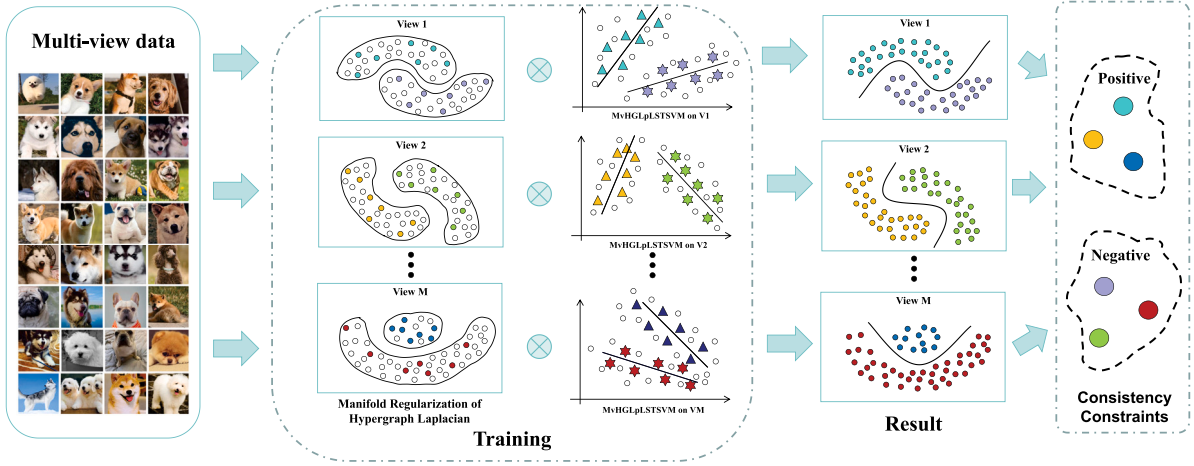 Multi-view data
View 1
MvHGLpLSTSVM on V1
View 2
MvHGLpLSTSVM on V2
View M
MvHGLpLSTSVM on VM
Manifold Regularization of
Hypergraph Laplacian
Training
View 1
View 2
View M
Result
Positive
Negative
Consistency
Constraints